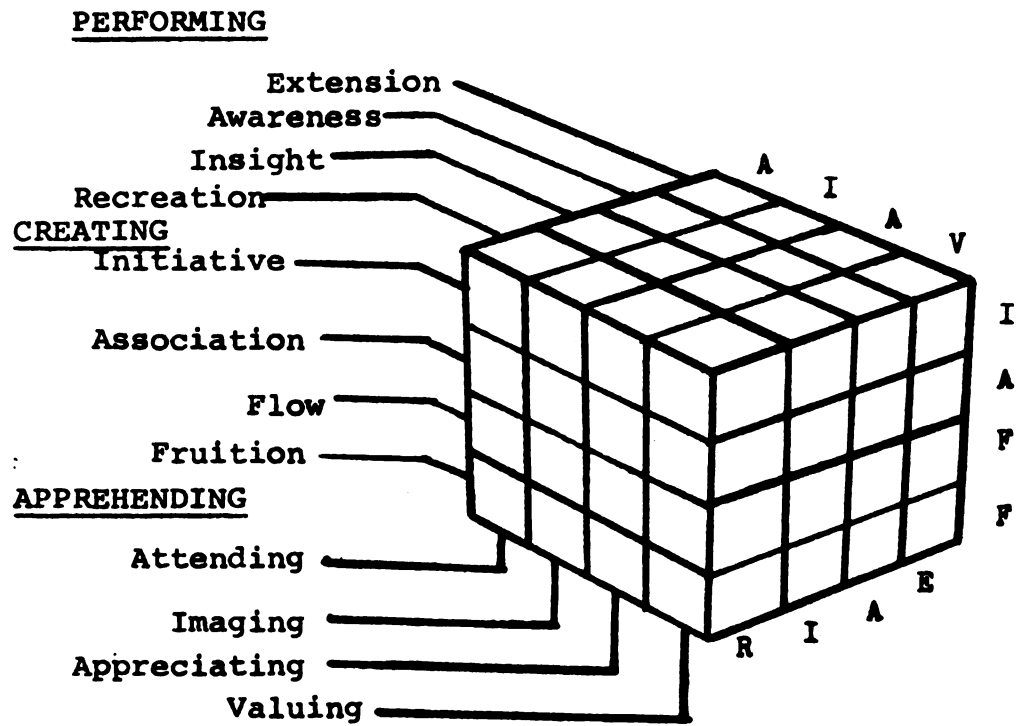 PERFORMING
Extension
Awareness
Insight
Recreation
CREATING
Initiative
Association
Flow
Fruition
APPREHENDING
Attending
Imaging
Appreciating
Valuing
A
I
A
V
I
A
F
F
R
I
A
E